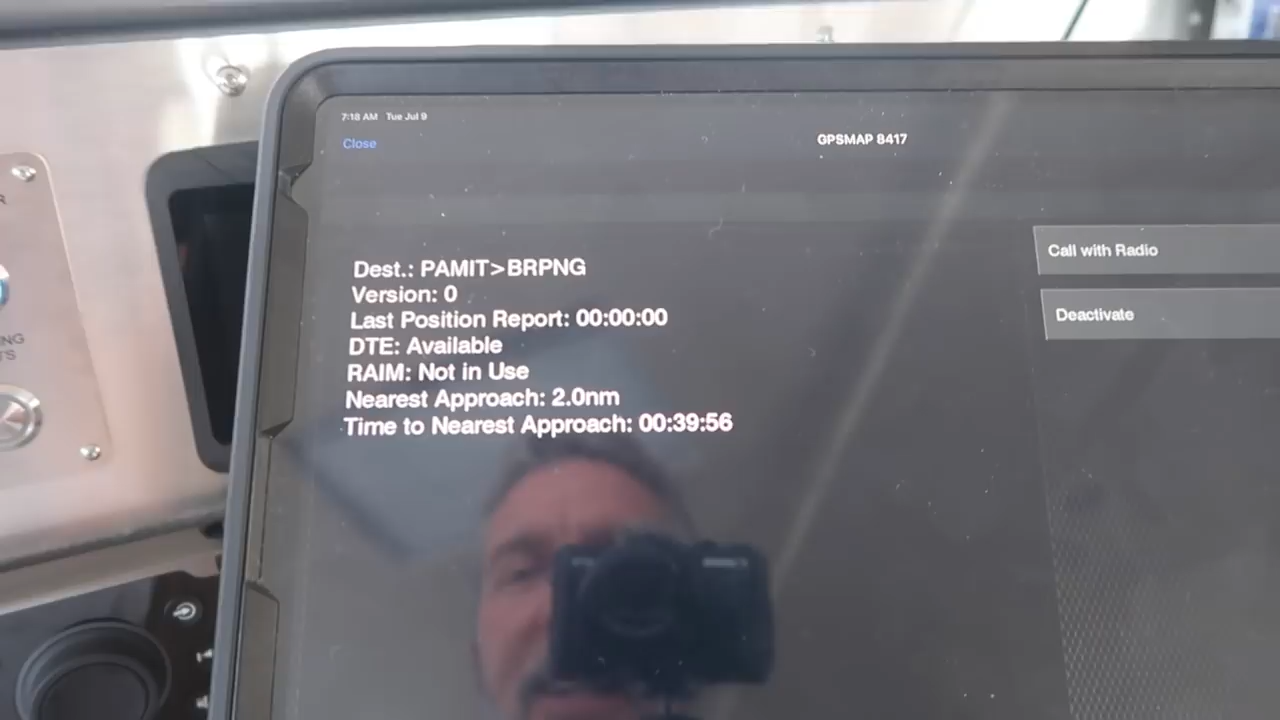 7:18 AM Tue Jul 9
Close
GPSMAP 8417
Dest.: PAMIT>BRPNG
Version: 0
Last Position Report: 00:00:00
DTE: Available
RAIM: Not in Use
Nearest Approach: 2.0nm
Time to Nearest Approach: 00:39:56
Call with Radio
Deactivate
R
NG
TS